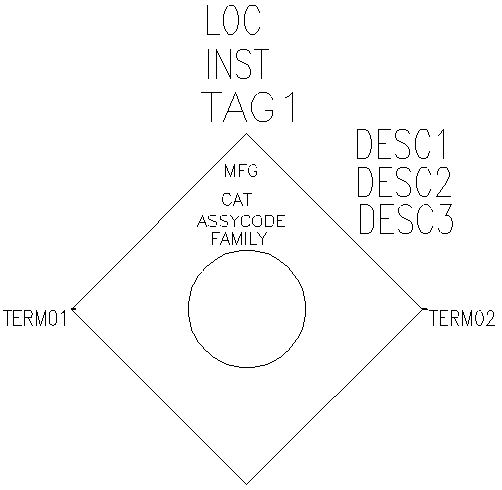 LOC
INST
TAG1
DESC1
DESC2
DESC3
MFG
CAT
ASSYCODE
FAMILY
TERM01
TERM02